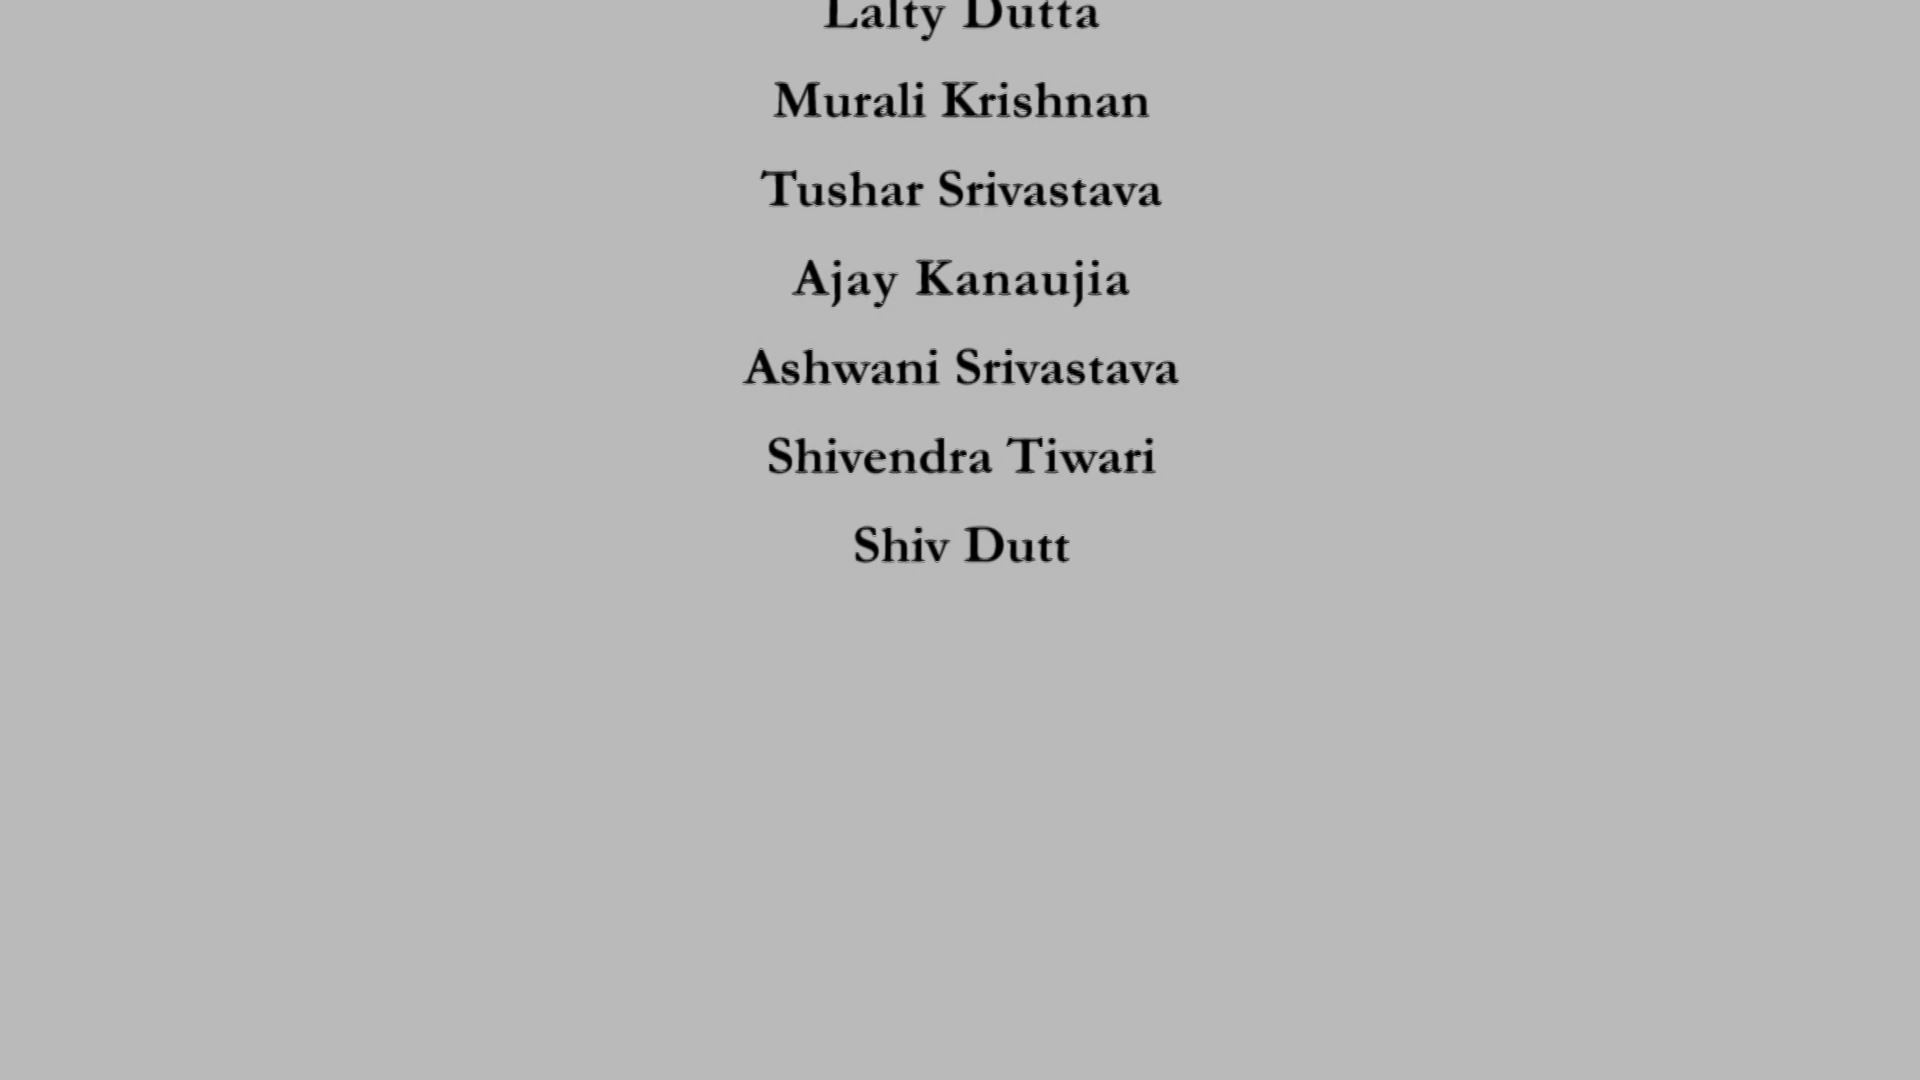 Lalty Dutta
Murali Krishnan
Tushar Srivastava
Ajay Kanaujia
Ashwani Srivastava
Shivendra Tiwari
Shiv Dutt